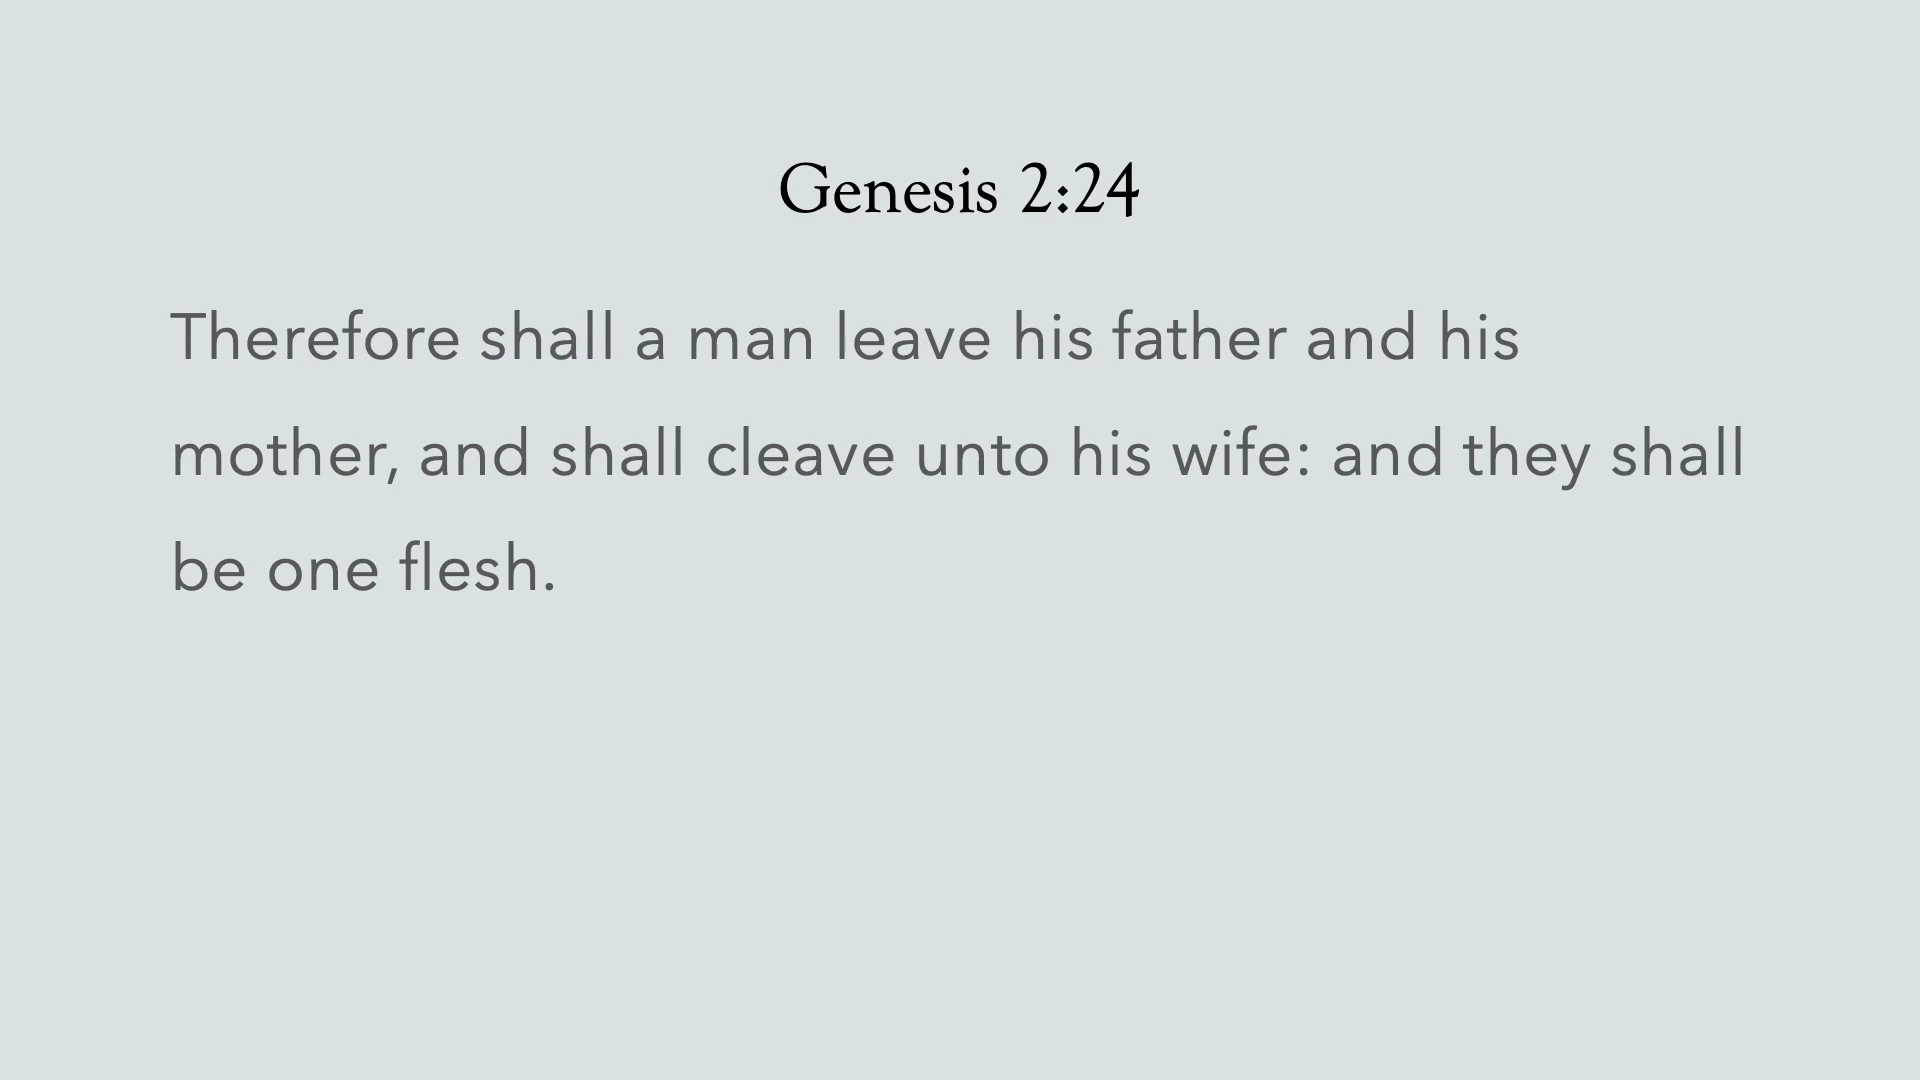 Genesis 2:24
Therefore shall a man leave his father and his
mother, and shall cleave unto his wife: and they shall
be one flesh.